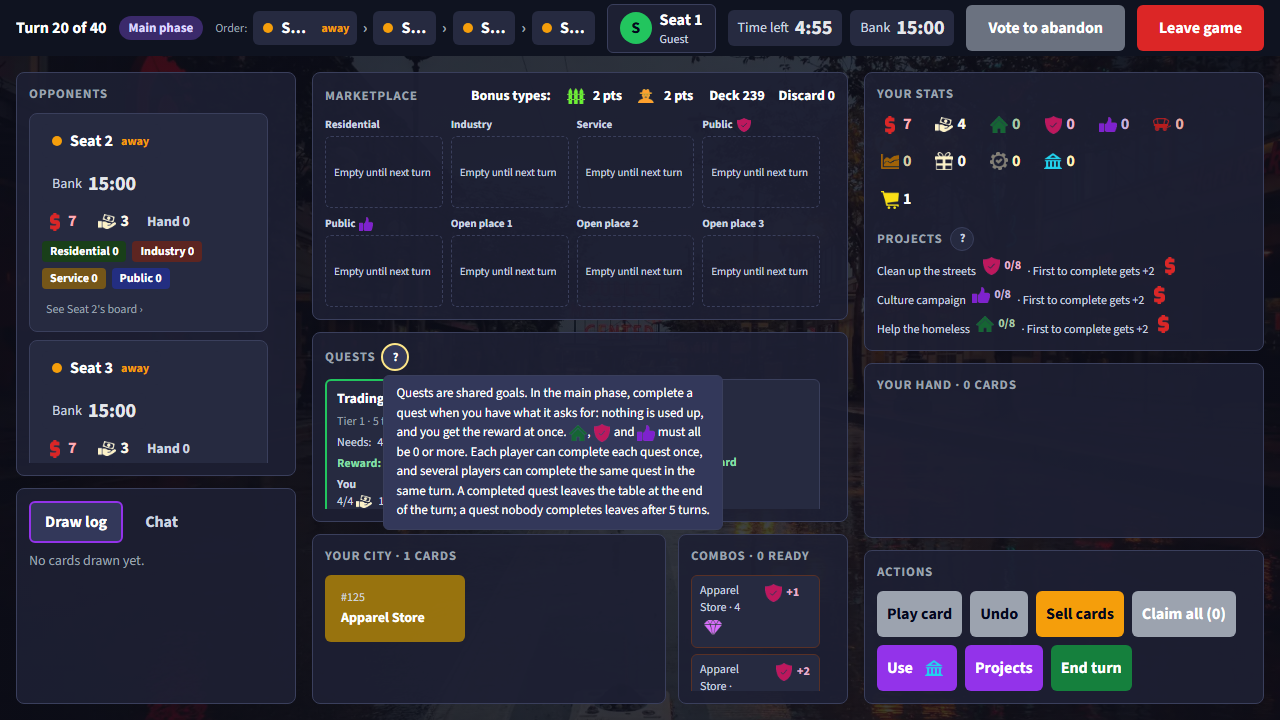 Turn 20 of 40
Main phase
Order:
S...
away
›
S...
›
S...
›
S...
S
Seat 1
Guest
Time left 4:55
Bank 15:00
Vote to abandon
Leave game
OPPONENTS
Seat 2 away
Bank 15:00
7
3
Hand 0
Residential 0
Industry 0
Service 0
Public 0
See Seat 2's board ›
Seat 3 away
Bank 15:00
7
3
Hand 0
Draw log
Chat
No cards drawn yet.
MARKETPLACE
Bonus types:
2 pts
2 pts
Deck 239
Discard 0
Residential
Industry
Service
Public
Empty until next turn
Empty until next turn
Empty until next turn
Empty until next turn
Public
Open place 1
Open place 2
Open place 3
Empty until next turn
Empty until next turn
Empty until next turn
Empty until next turn
QUESTS
?
Trading
Tier 1 · 5 t
Needs: 4
Reward:
You
4/4
Quests are shared goals. In the main phase, complete a
quest when you have what it asks for: nothing is used up,
and you get the reward at once. , and must all
be 0 or more. Each player can complete each quest once,
and several players can complete the same quest in the
same turn. A completed quest leaves the table at the end
of the turn; a quest nobody completes leaves after 5 turns.
rd
YOUR CITY · 1 CARDS
#125
Apparel Store
COMBOS · 0 READY
Apparel
Store · 4
+1
Apparel
Store ·
+2
YOUR STATS
7
4
0
0
0
0
0
0
0
0
1
PROJECTS
?
Clean up the streets 0/8 · First to complete gets +2
Culture campaign 0/8 · First to complete gets +2
Help the homeless 0/8 · First to complete gets +2
YOUR HAND · 0 CARDS
ACTIONS
Play card
Undo
Sell cards
Claim all (0)
Use
Projects
End turn